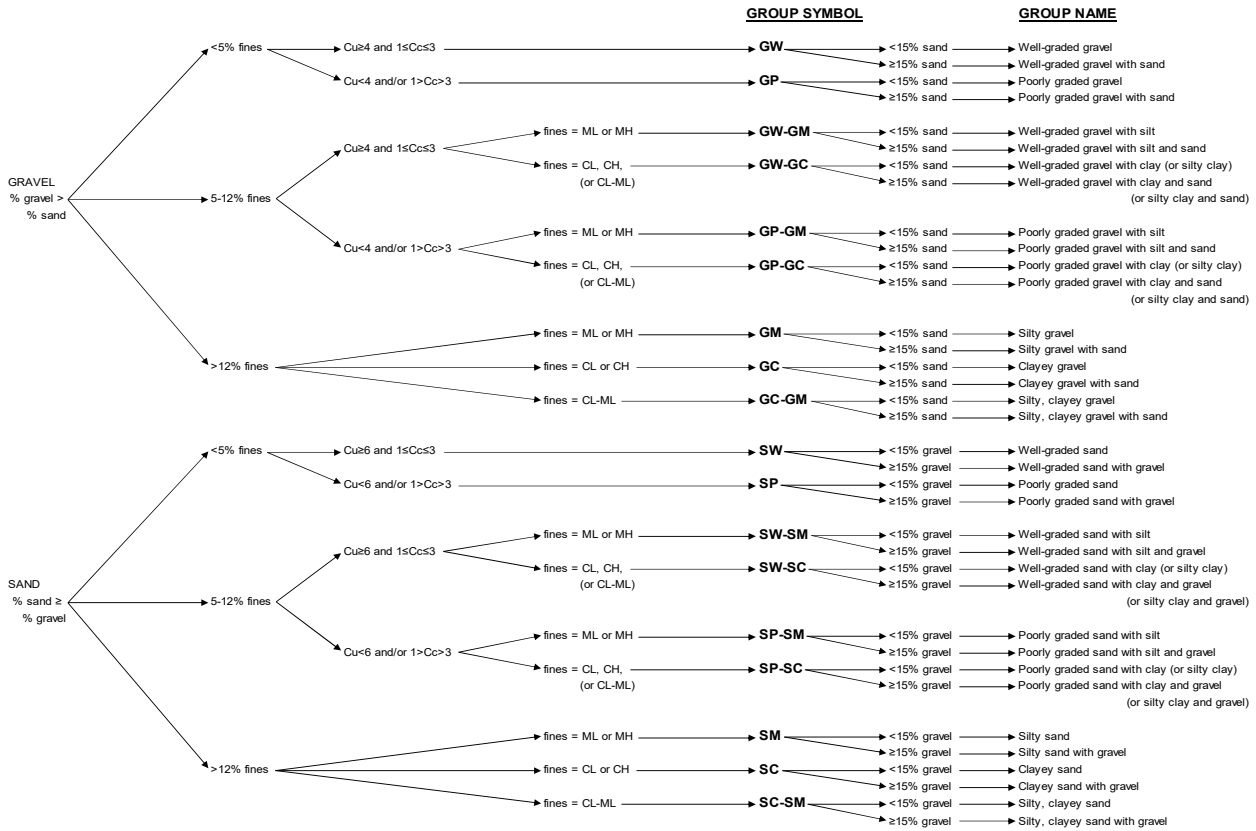 GROUP SYMBOL GROUP NAME
<5% fines Cu≥4 and 1≤Cc≤3 GW <15% sand Well-graded gravel
≥15% sand Well-graded gravel with sand
Cu<4 and/or 1>Cc>3 GP <15% sand Poorly graded gravel
≥15% sand Poorly graded gravel with sand
fines = ML or MH GW-GM <15% sand Well-graded gravel with silt
Cu≥4 and 1≤Cc≤3 ≥15% sand Well-graded gravel with silt and sand
fines = CL, CH, GW-GC <15% sand Well-graded gravel with clay (or silty clay)
GRAVEL (or CL-ML) ≥15% sand Well-graded gravel with clay and sand
% gravel > 5-12% fines (or silty clay and sand)
% sand
fines = ML or MH GP-GM <15% sand Poorly graded gravel with silt
Cu<4 and/or 1>Cc>3 ≥15% sand Poorly graded gravel with silt and sand
fines = CL, CH, GP-GC <15% sand Poorly graded gravel with clay (or silty clay)
(or CL-ML) ≥15% sand Poorly graded gravel with clay and sand
(or silty clay and sand)
fines = ML or MH GM <15% sand Silty gravel
≥15% sand Silty gravel with sand
>12% fines fines = CL or CH GC <15% sand Clayey gravel
≥15% sand Clayey gravel with sand
fines = CL-ML GC-GM <15% sand Silty, clayey gravel
≥15% sand Silty, clayey gravel with sand
<5% fines Cu≥6 and 1≤Cc≤3 SW <15% gravel Well-graded sand
≥15% gravel Well-graded sand with gravel
Cu<6 and/or 1>Cc>3 SP <15% gravel Poorly graded sand
≥15% gravel Poorly graded sand with gravel
fines = ML or MH SW-SM <15% gravel Well-graded sand with silt
Cu≥6 and 1≤Cc≤3 ≥15% gravel Well-graded sand with silt and gravel
fines = CL, CH, SW-SC <15% gravel Well-graded sand with clay (or silty clay)
SAND (or CL-ML) ≥15% gravel Well-graded sand with clay and gravel
% sand ≥ 5-12% fines (or silty clay and gravel)
% gravel
fines = ML or MH SP-SM <15% gravel Poorly graded sand with silt
Cu<6 and/or 1>Cc>3 ≥15% gravel Poorly graded sand with silt and gravel
fines = CL, CH, SP-SC <15% gravel Poorly graded sand with clay (or silty clay)
(or CL-ML) ≥15% gravel Poorly graded sand with clay and gravel
(or silty clay and gravel)
fines = ML or MH SM <15% gravel Silty sand
≥15% gravel Silty sand with gravel
>12% fines fines = CL or CH SC <15% gravel Clayey sand
≥15% gravel Clayey sand with gravel
fines = CL-ML SC-SM <15% gravel Silty, clayey sand
≥15% gravel Silty, clayey sand with gravel